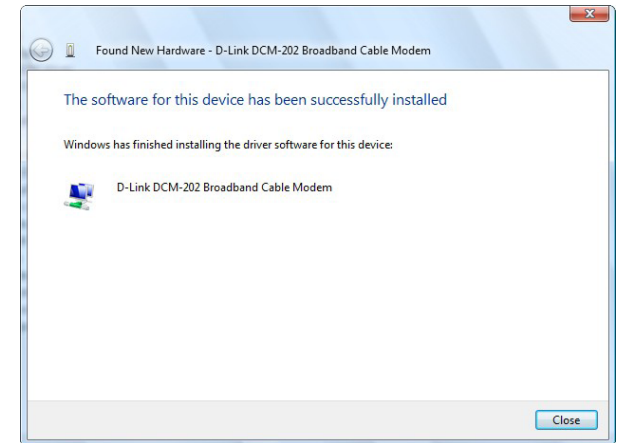 Found New Hardware - D-Link DCM-202 Broadband Cable Modem
The software for this device has been successfully installed
Windows has finished installing the driver software for this device:
D-Link DCM-202 Broadband Cable Modem
Close